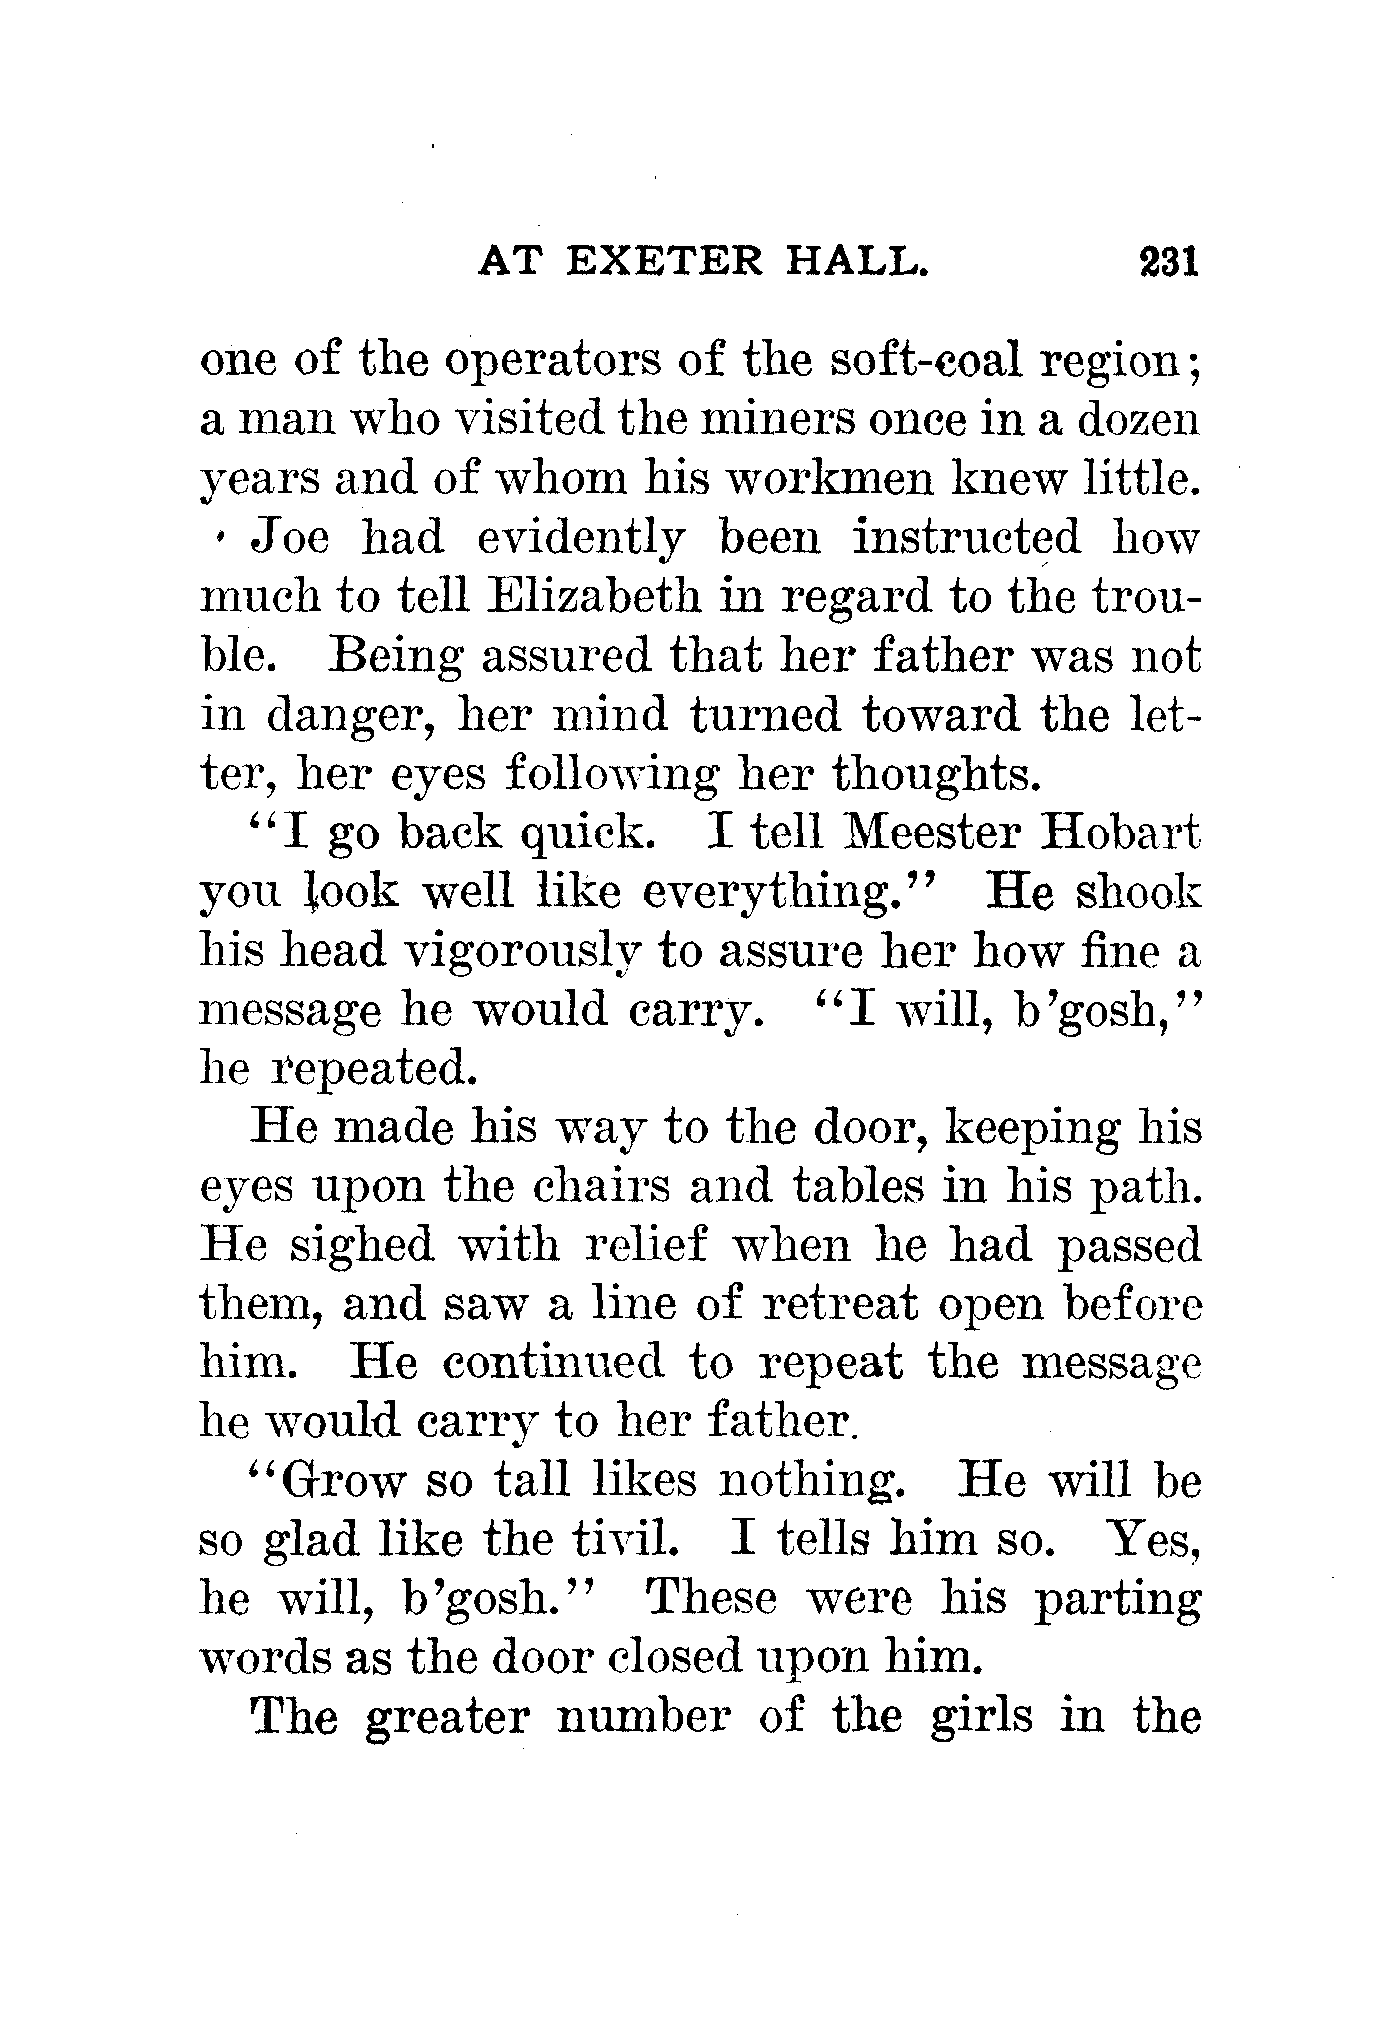 AT EXETER HALL. 231
one of the operators of the soft-coal region;
a man who visited the miners once in a dozen
years and of whom his workmen knew little.
Joe had evidently been instructed how
much to tell Elizabeth in regard to the trou-
ble. Being assured that her father was not
in danger, her mind turned toward the let-
ter, her eyes following her thoughts.
“I go back quick. I tell Meester Hobart
you look well like everything.” He shook
his head vigorously to assure her how fine a
message he would carry. “I will, b’gosh,”
he repeated.
He made his way to the door, keeping his
eyes upon the chairs and tables in his path.
He sighed with relief when he had passed
them, and saw a line of retreat open before
him. He continued to repeat the message
he would carry to her father.
“Grow so tall likes nothing. He will be
so glad like the tivil. I tells him so. Yes,
he will, b’gosh.” These were his parting
words as the door closed upon him.
The greater number of the girls in the